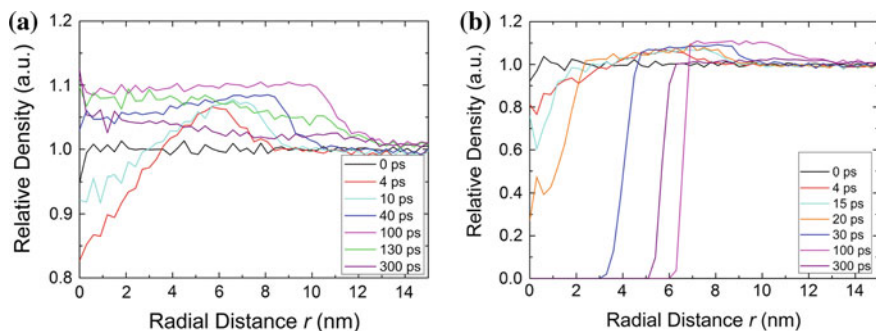 (a)
Relative Density (a.u.)
1.2
1.1
1.0
0.9
0.8
0 2 4 6 8 10 12 14
Radial Distance r (nm)
0 ps
4 ps
10 ps
40 ps
100 ps
130 ps
300 ps
(b)
Relative Density (a.u.)
1.2
1.0
0.8
0.6
0.4
0.2
0.0
0 2 4 6 8 10 12 14
Radial Distance r (nm)
0 ps
4 ps
15 ps
20 ps
30 ps
100 ps
300 ps